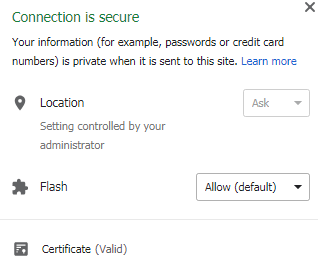 Connection is secure
Your information (for example, passwords or credit card
numbers) is private when it is sent to this site. Learn more
Location
Ask
Setting controlled by your
administrator
Flash
Allow (default)
Certificate (Valid)